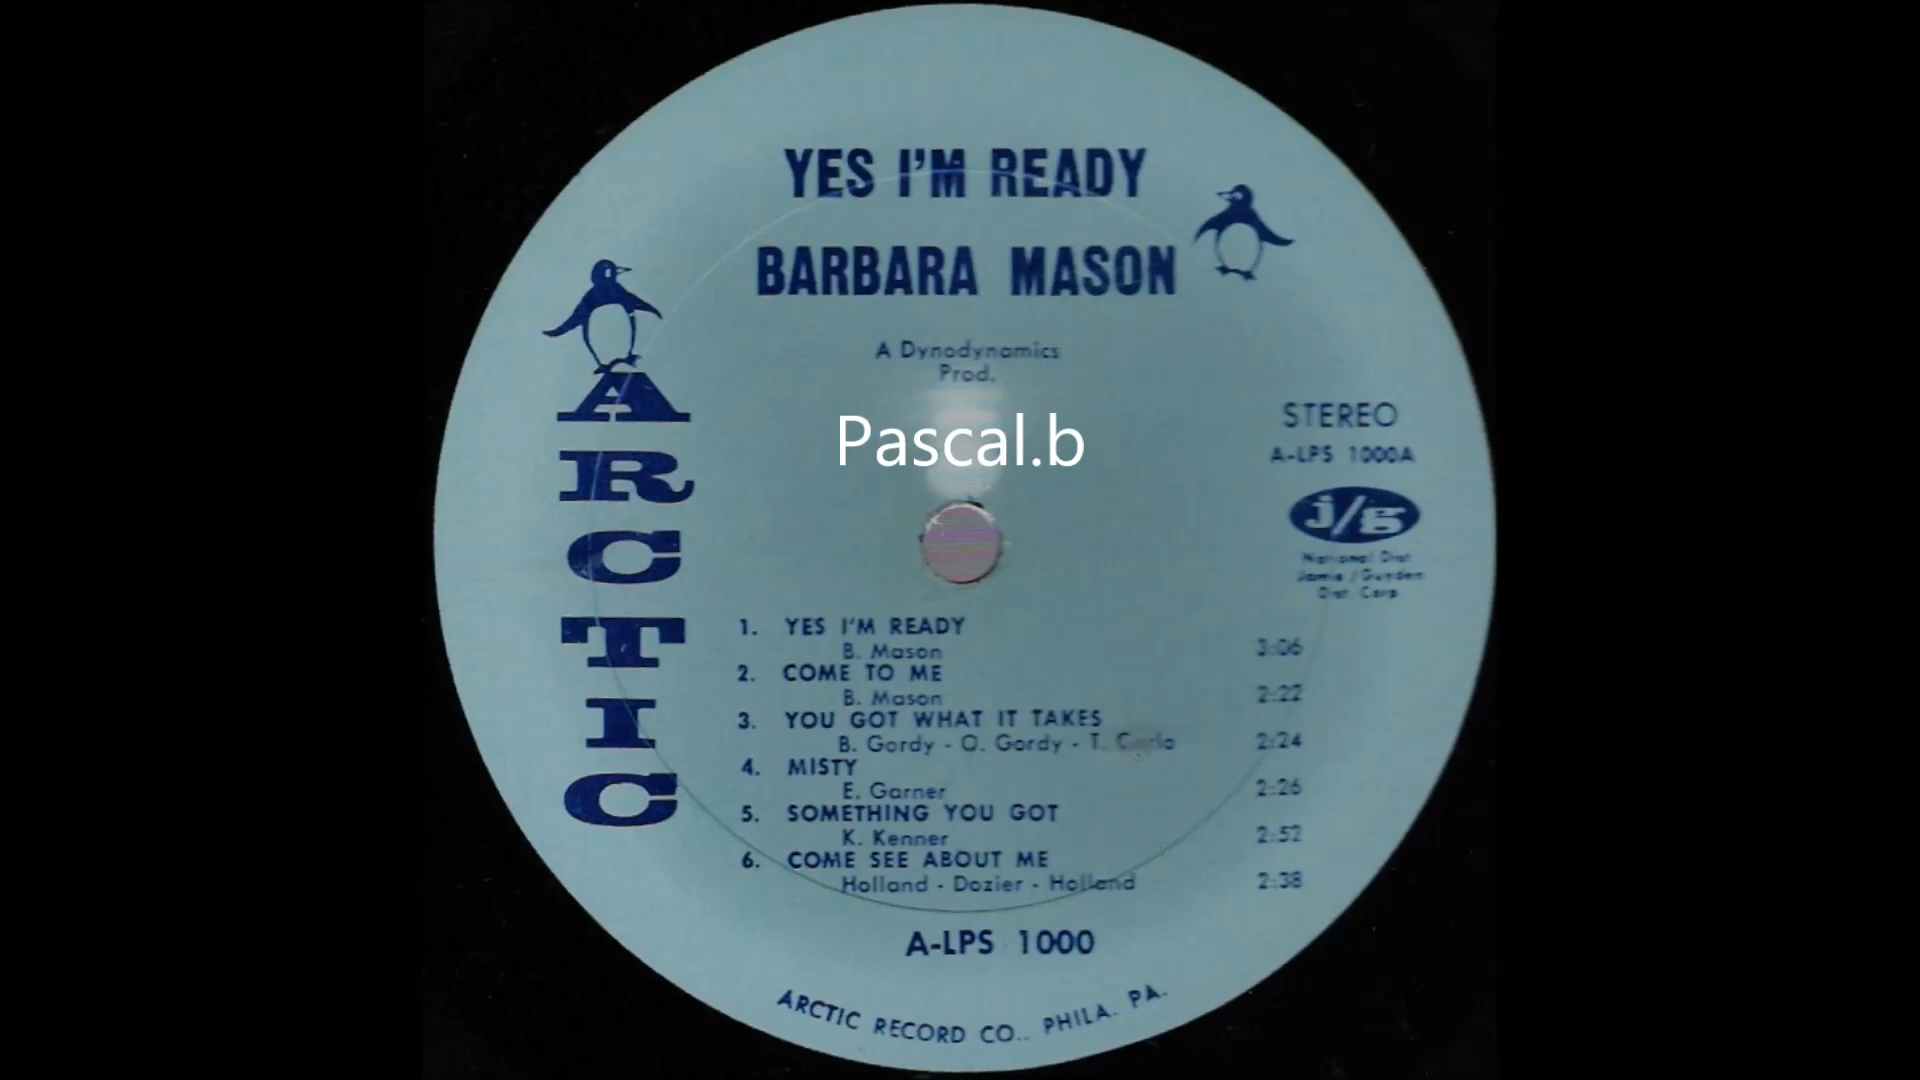 YES I'M READY
BARBARA MASON
A Dynodynamics
Prod.
Pascal.b
ARCTIC
STEREO
A-LPS 1000A
j/g
National Dist
Jamie/Guyden
Dist. Corp
1. YES I'M READY
B. Mason 3:06
2. COME TO ME
B. Mason 2:22
3. YOU GOT WHAT IT TAKES
B. Gordy - O. Gordy - T. 2:24
4. MISTY
E. Garner 2:26
5. SOMETHING YOU GOT
K. Kenner 2:52
6. COME SEE ABOUT ME
Holland - Dozier - Holland 2:38
A-LPS 1000
ARCTIC RECORD CO.. PHILA. PA.